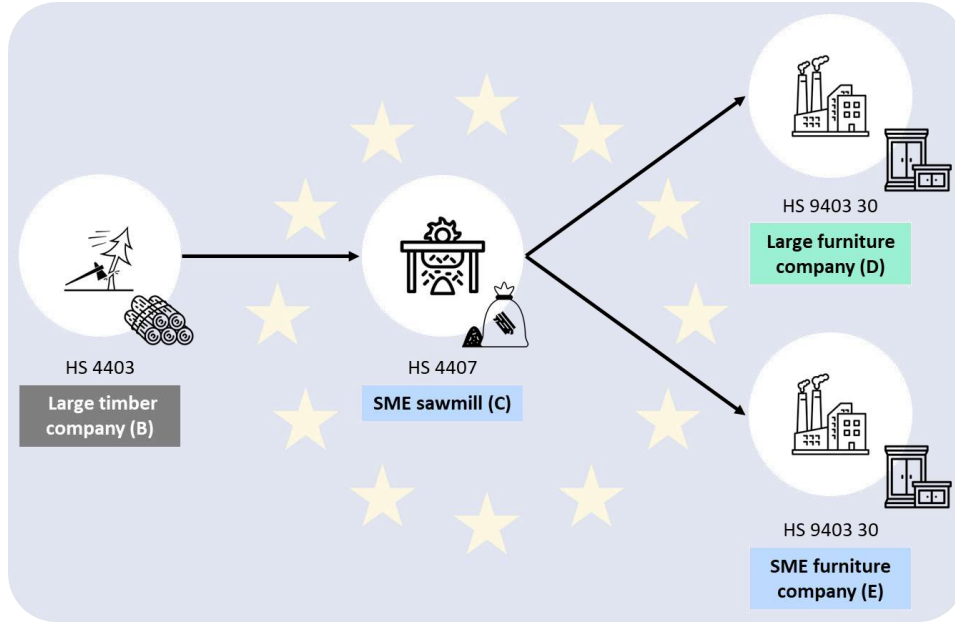 HS 9403 30
Large furniture
company (D)
HS 4403
Large timber
company (B)
HS 4407
SME sawmill (C)
HS 9403 30
SME furniture
company (E)